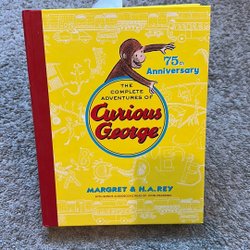 75th
Anniversary
THE COMPLETE
ADVENTURES OF
Curious
George
MARGRET & H.A.REY